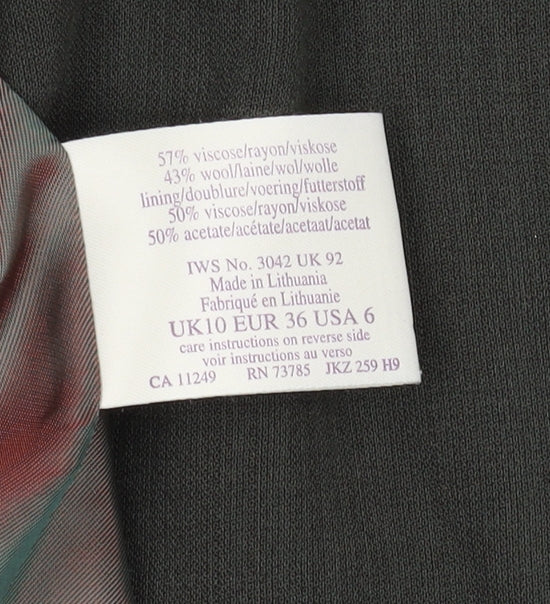 57% viscose/rayon/viskose
43% wool/laine/wol/wolle
lining/doublure/voering/futterstoff
50% viscose/rayon/viskose
50% acetate/acétate/acetaat/acetat
IWS No. 3042 UK 92
Made in Lithuania
Fabriqué en Lithuanie
UK10 EUR 36 USA 6
care instructions on reverse side
voir instructions au verso
CA 11249 RN 73785 JKZ 259 H9